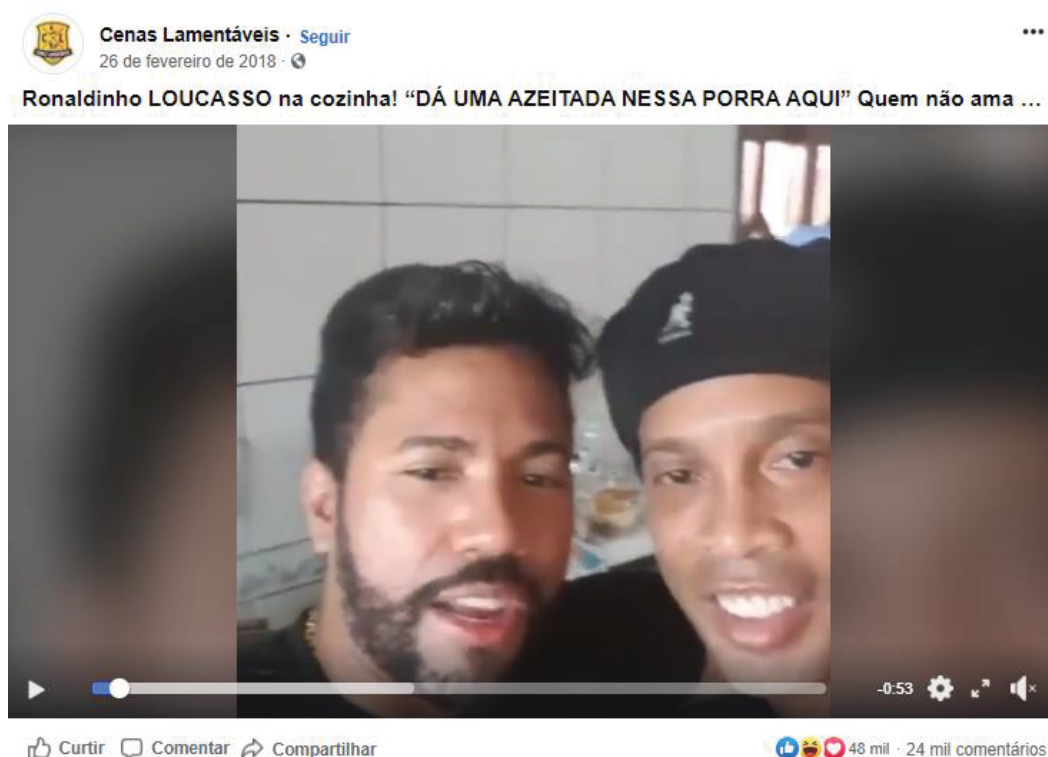 Cenas Lamentáveis · Seguir
26 de fevereiro de 2018 ·
Ronaldinho LOUCASSO na cozinha! “DÁ UMA AZEITADA NESSA PORRA AQUI” Quem não ama ...
-0:53
Curtir Comentar Compartilhar 48 mil · 24 mil comentários